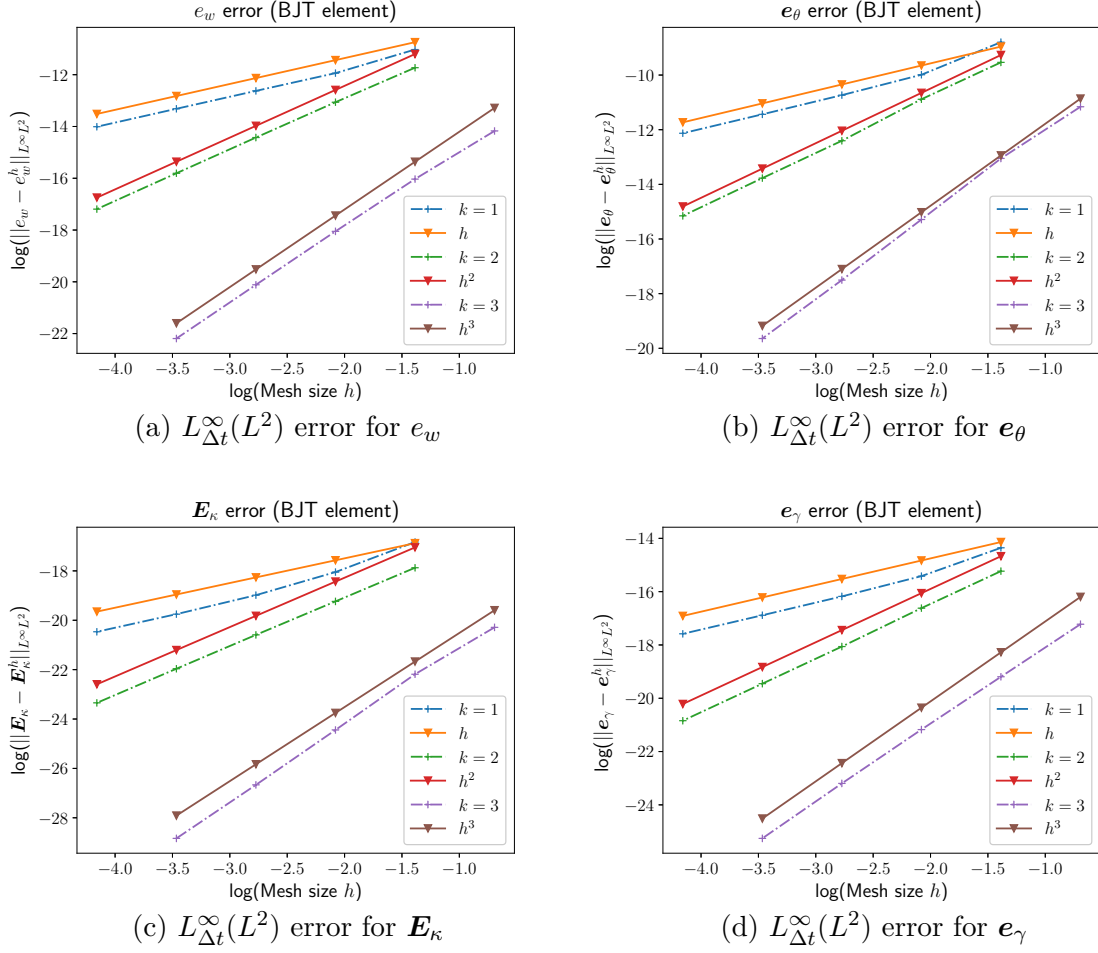 e_w error (BJT element)
log(||e_w − e_w^h||_{L^∞L^2})
−12
−14
−16
−18
−20
−22
k = 1
h
k = 2
h^2
k = 3
h^3
−4.0 −3.5 −3.0 −2.5 −2.0 −1.5 −1.0
log(Mesh size h)
(a) L^∞_{Δt}(L^2) error for e_w
e_θ error (BJT element)
log(||e_θ − e_θ^h||_{L^∞L^2})
−10
−12
−14
−16
−18
−20
k = 1
h
k = 2
h^2
k = 3
h^3
−4.0 −3.5 −3.0 −2.5 −2.0 −1.5 −1.0
log(Mesh size h)
(b) L^∞_{Δt}(L^2) error for e_θ
E_κ error (BJT element)
log(||E_κ − E_κ^h||_{L^∞L^2})
−18
−20
−22
−24
−26
−28
k = 1
h
k = 2
h^2
k = 3
h^3
−4.0 −3.5 −3.0 −2.5 −2.0 −1.5 −1.0
log(Mesh size h)
(c) L^∞_{Δt}(L^2) error for E_κ
e_γ error (BJT element)
log(||e_γ − e_γ^h||_{L^∞L^2})
−14
−16
−18
−20
−22
−24
k = 1
h
k = 2
h^2
k = 3
h^3
−4.0 −3.5 −3.0 −2.5 −2.0 −1.5 −1.0
log(Mesh size h)
(d) L^∞_{Δt}(L^2) error for e_γ